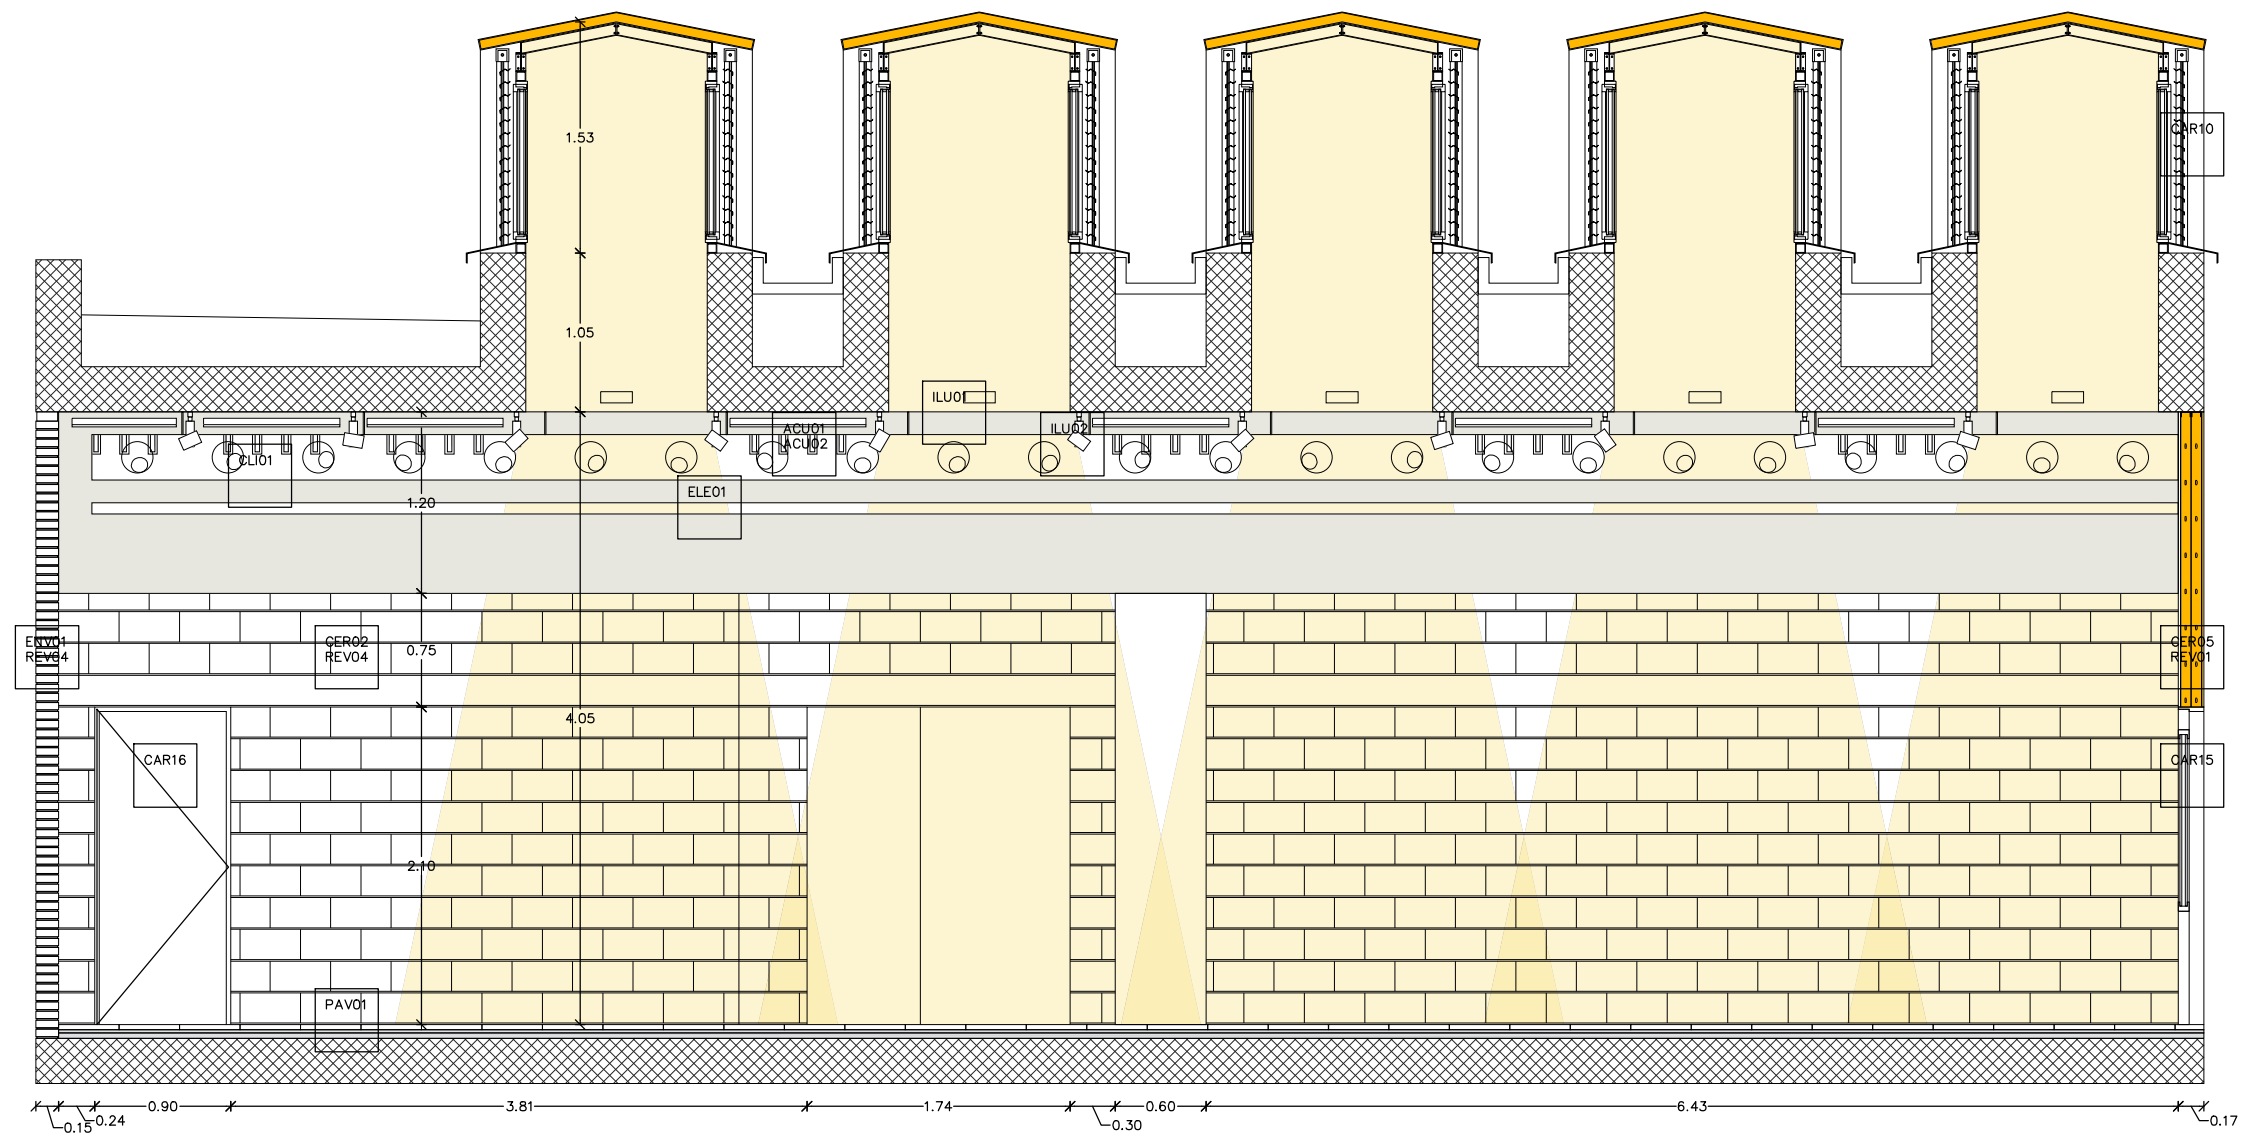 1.53
CAR10
1.05
ILU01
ACU01
ACU02
ILU02
CLI01
ELE01
1.20
ENV01
REV04
CER02
REV04
0.75
CER05
REV01
4.05
CAR16
CAR15
2.10
PAV01
0.15
0.24
0.90
3.81
1.74
0.30
0.60
6.43
0.17